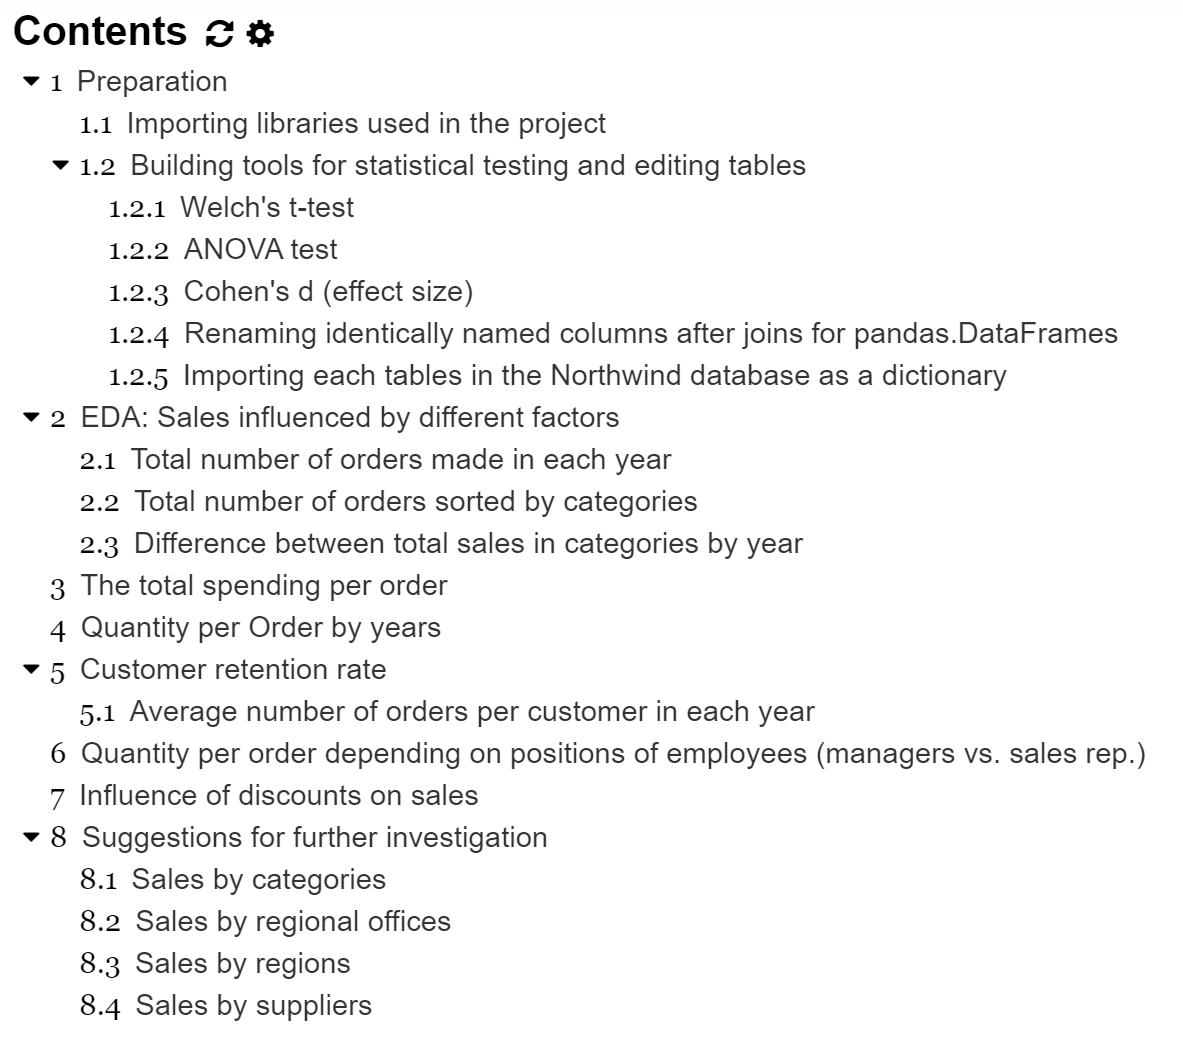 Contents
1 Preparation
1.1 Importing libraries used in the project
1.2 Building tools for statistical testing and editing tables
1.2.1 Welch's t-test
1.2.2 ANOVA test
1.2.3 Cohen's d (effect size)
1.2.4 Renaming identically named columns after joins for pandas.DataFrames
1.2.5 Importing each tables in the Northwind database as a dictionary
2 EDA: Sales influenced by different factors
2.1 Total number of orders made in each year
2.2 Total number of orders sorted by categories
2.3 Difference between total sales in categories by year
3 The total spending per order
4 Quantity per Order by years
5 Customer retention rate
5.1 Average number of orders per customer in each year
6 Quantity per order depending on positions of employees (managers vs. sales rep.)
7 Influence of discounts on sales
8 Suggestions for further investigation
8.1 Sales by categories
8.2 Sales by regional offices
8.3 Sales by regions
8.4 Sales by suppliers